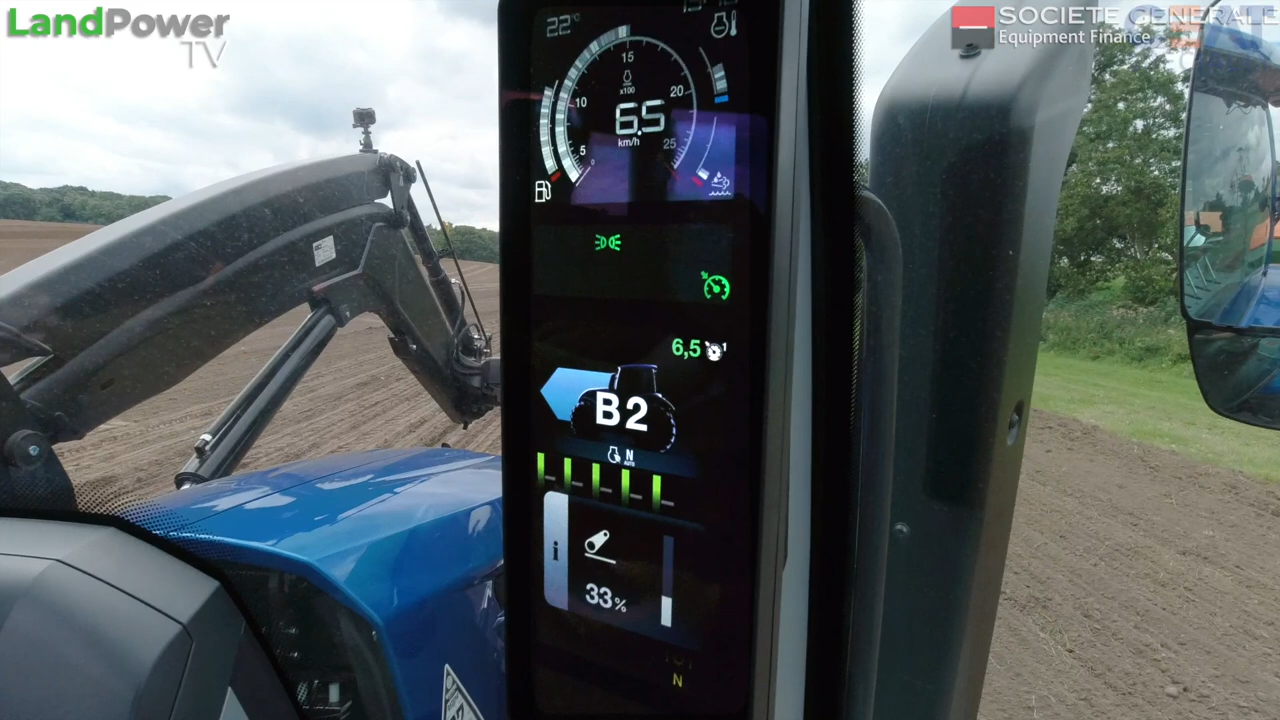 LandPower
TV
SOCIETE GENERALE
Equipment Finance
22°C
15
x100
10
20
6.5
km/h
5
25
0
6,5
1
B2
N
AUTO
i
33%
N